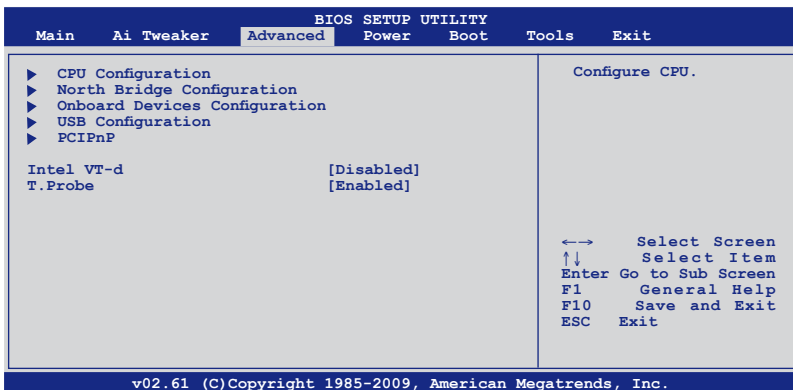 BIOS SETUP UTILITY
Main Ai Tweaker Advanced Power Boot Tools Exit
CPU Configuration
North Bridge Configuration
Onboard Devices Configuration
USB Configuration
PCIPnP
Intel VT-d [Disabled]
T.Probe [Enabled]
Configure CPU.
←→ Select Screen
↑↓ Select Item
Enter Go to Sub Screen
F1 General Help
F10 Save and Exit
ESC Exit
v02.61 (C)Copyright 1985-2009, American Megatrends, Inc.